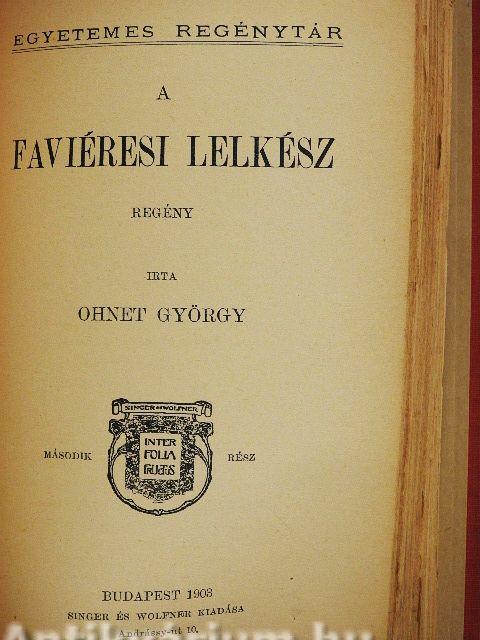 EGYETEMES REGÉNYTÁR
A
FAVIÉRESI LELKÉSZ
REGÉNY
IRTA
OHNET GYÖRGY
SINGER ÉS WOLFNER
INTER
FOLIA
FRUCTUS
MÁSODIK RÉSZ
BUDAPEST 1903
SINGER ÉS WOLFNER KIADÁSA
Andrássy-út 10.